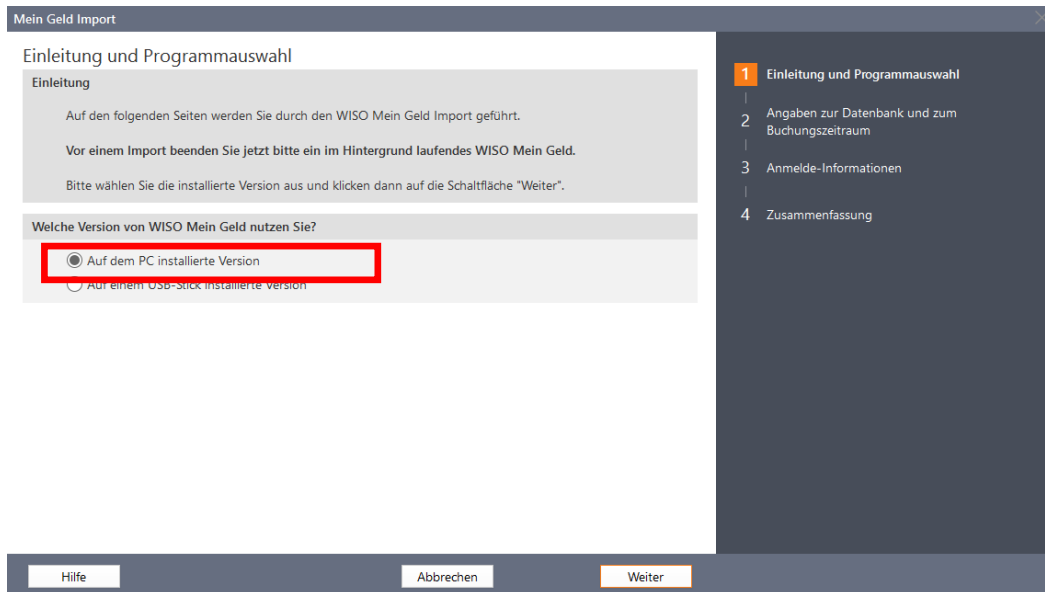 Mein Geld Import
Einleitung und Programmauswahl
Einleitung
Auf den folgenden Seiten werden Sie durch den WISO Mein Geld Import geführt.
Vor einem Import beenden Sie jetzt bitte ein im Hintergrund laufendes WISO Mein Geld.
Bitte wählen Sie die installierte Version aus und klicken dann auf die Schaltfläche "Weiter".
Welche Version von WISO Mein Geld nutzen Sie?
Auf dem PC installierte Version
Auf einem USB-Stick installierte Version
1 Einleitung und Programmauswahl
2 Angaben zur Datenbank und zum
Buchungszeitraum
3 Anmelde-Informationen
4 Zusammenfassung
Hilfe
Abbrechen
Weiter